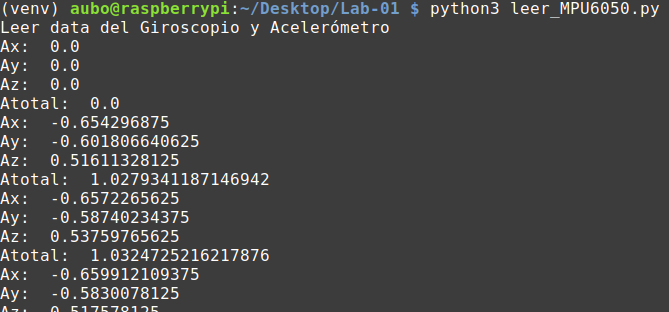 (venv) aubo@raspberrypi:~/Desktop/Lab-01 $ python3 leer_MPU6050.py
Leer data del Giroscopio y Acelerómetro
Ax:  0.0
Ay:  0.0
Az:  0.0
Atotal:  0.0
Ax:  -0.654296875
Ay:  -0.601806640625
Az:  0.51611328125
Atotal:  1.0279341187146942
Ax:  -0.6572265625
Ay:  -0.58740234375
Az:  0.53759765625
Atotal:  1.0324725216217876
Ax:  -0.659912109375
Ay:  -0.5830078125
Az:  0.517578125